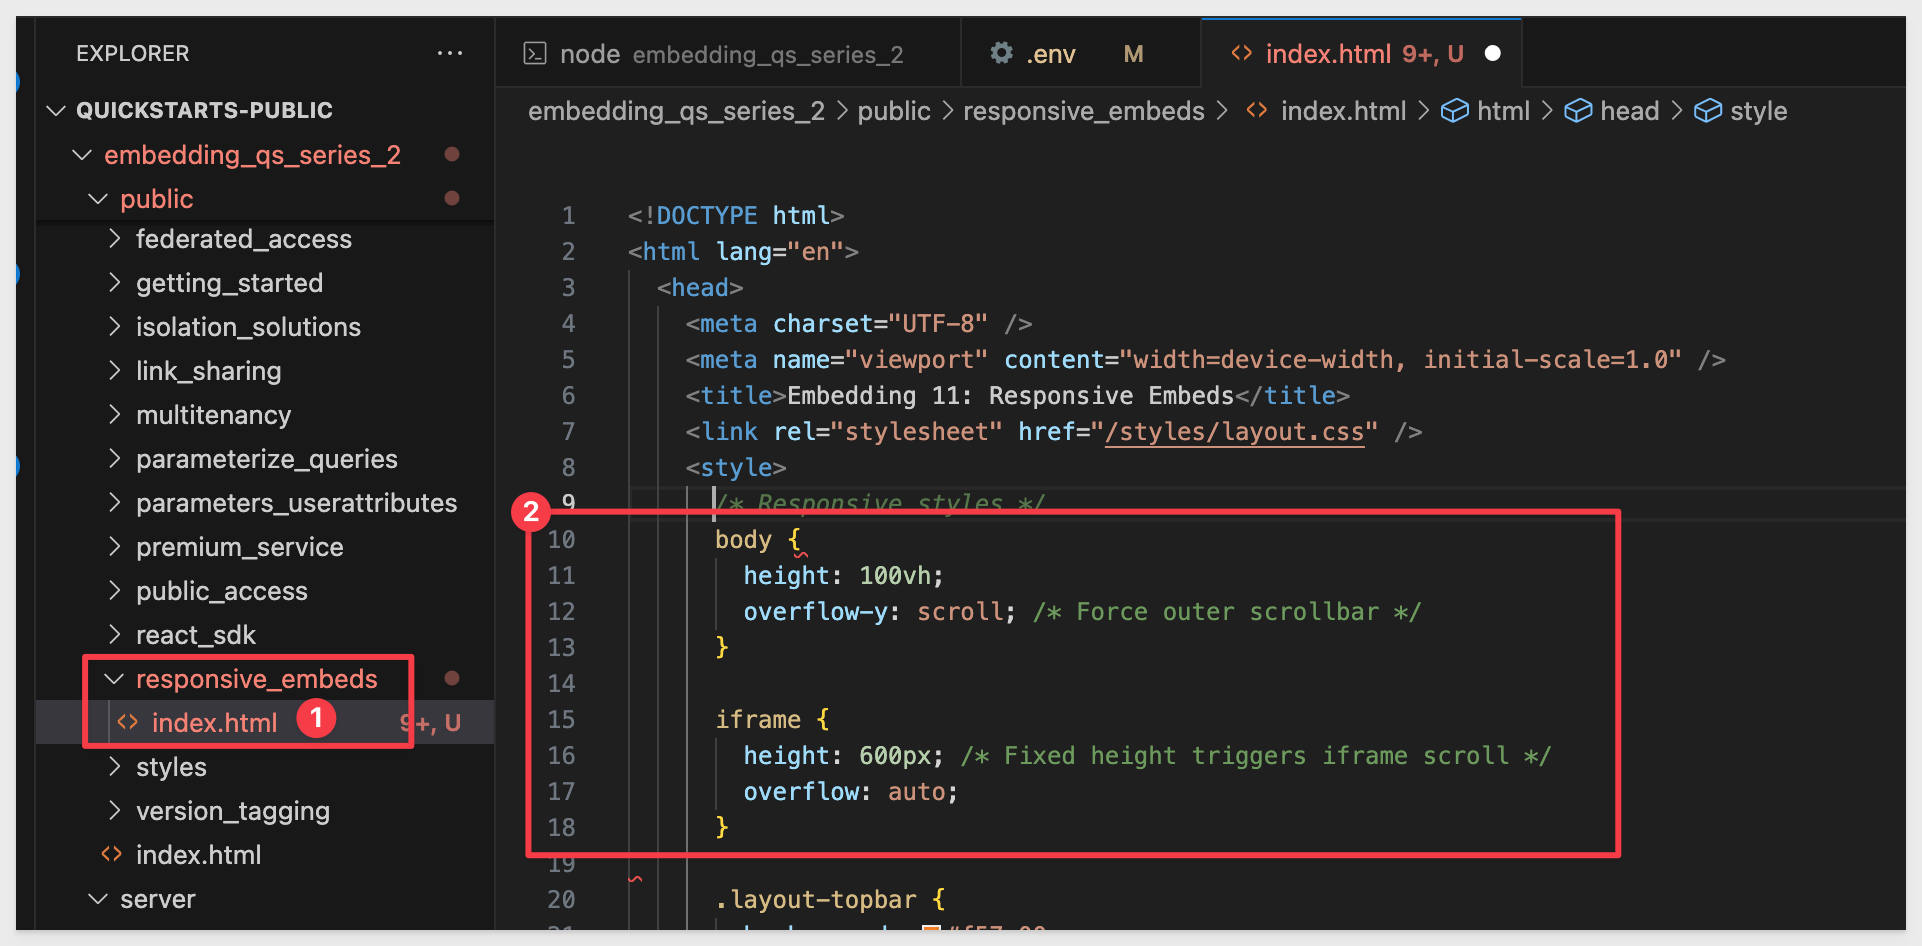 EXPLORER ···
QUICKSTARTS-PUBLIC
embedding_qs_series_2
public
federated_access
getting_started
isolation_solutions
link_sharing
multitenancy
parameterize_queries
parameters_userattributes
premium_service
public_access
react_sdk
responsive_embeds
index.html 1 9+, U
styles
version_tagging
index.html
server
node embedding_qs_series_2 .env M index.html 9+, U
embedding_qs_series_2 > public > responsive_embeds > <> index.html > html > head > style
1 <!DOCTYPE html>
2 <html lang="en">
3 <head>
4 <meta charset="UTF-8" />
5 <meta name="viewport" content="width=device-width, initial-scale=1.0" />
6 <title>Embedding 11: Responsive Embeds</title>
7 <link rel="stylesheet" href="/styles/layout.css" />
8 <style>
9 /* Responsive styles */
2
10 body {
11 height: 100vh;
12 overflow-y: scroll; /* Force outer scrollbar */
13 }
14
15 iframe {
16 height: 600px; /* Fixed height triggers iframe scroll */
17 overflow: auto;
18 }
19
20 .layout-topbar {